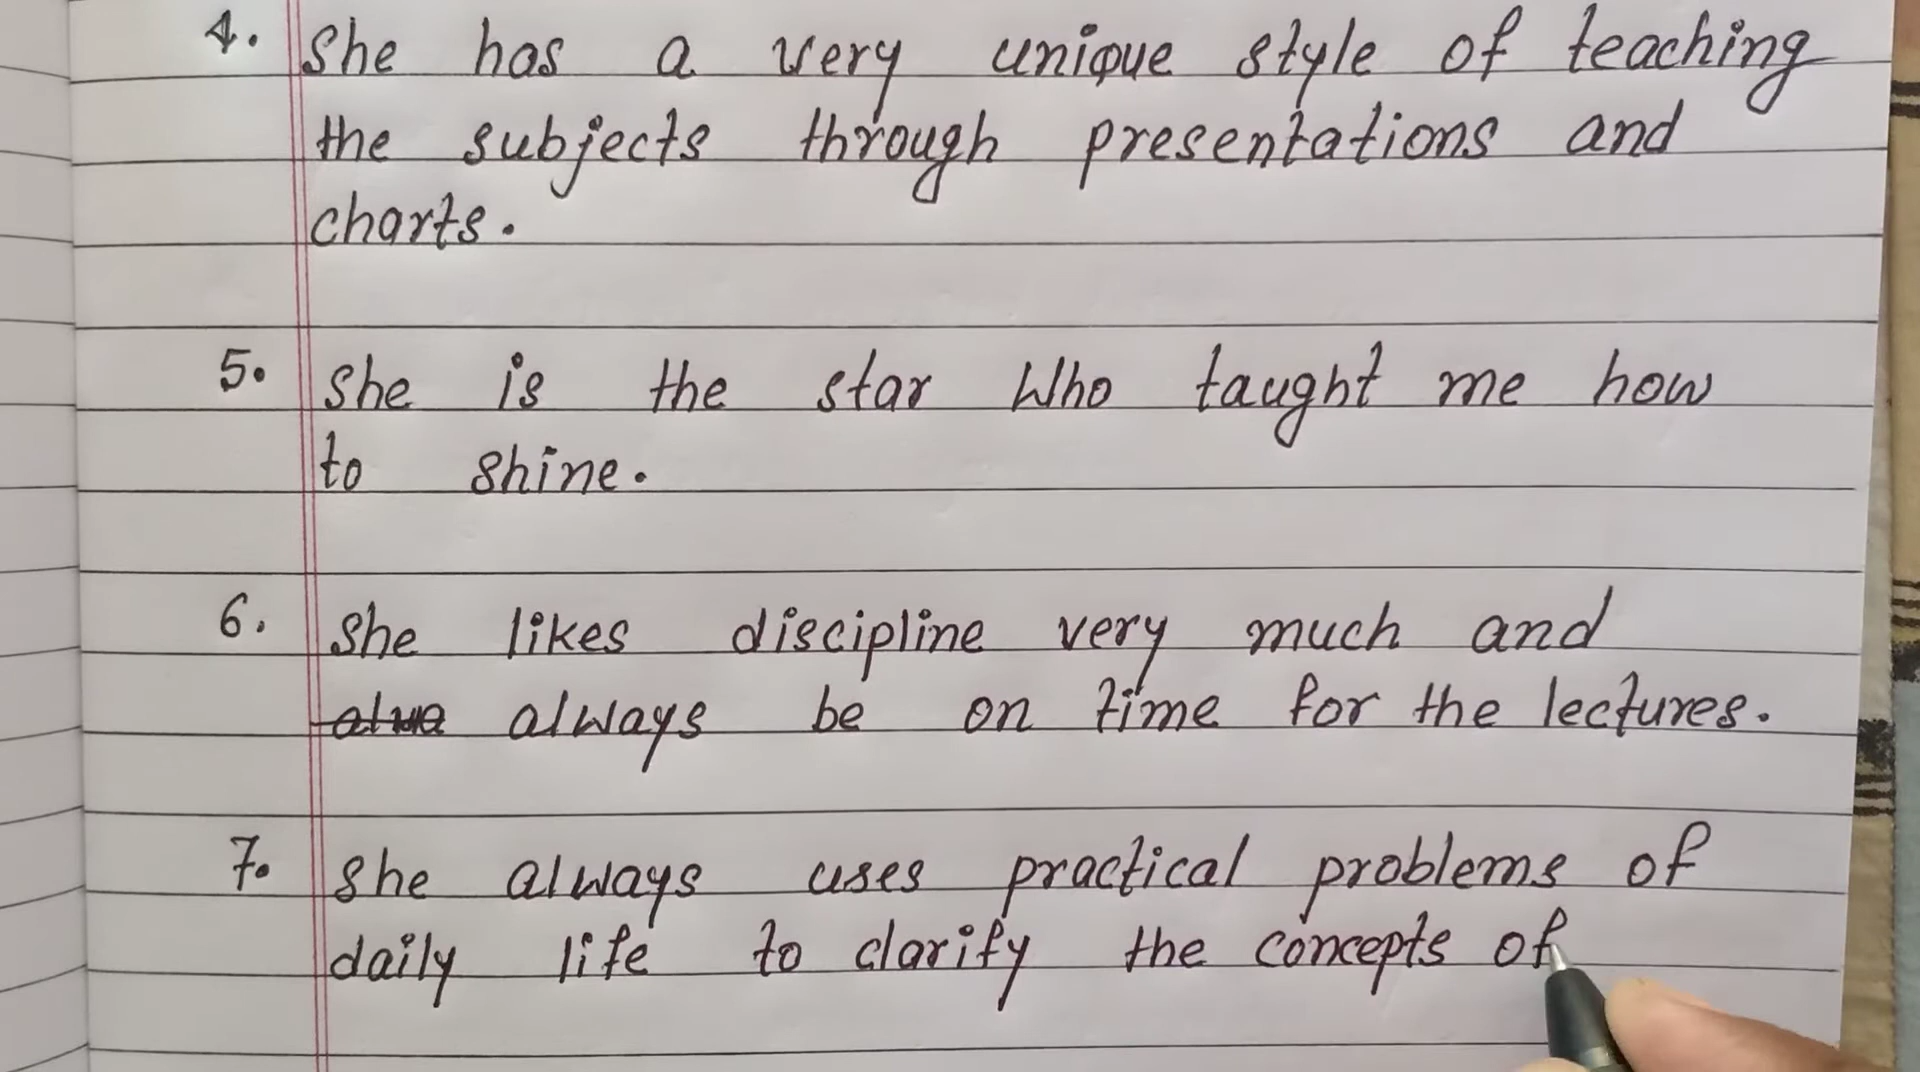 4. She has a very unique style of teaching
the subjects through presentations and
charts.
5. She is the star who taught me how
to shine.
6. She likes discipline very much and
alwa always be on time for the lectures.
7. She always uses practical problems of
daily life to clarify the concepts of